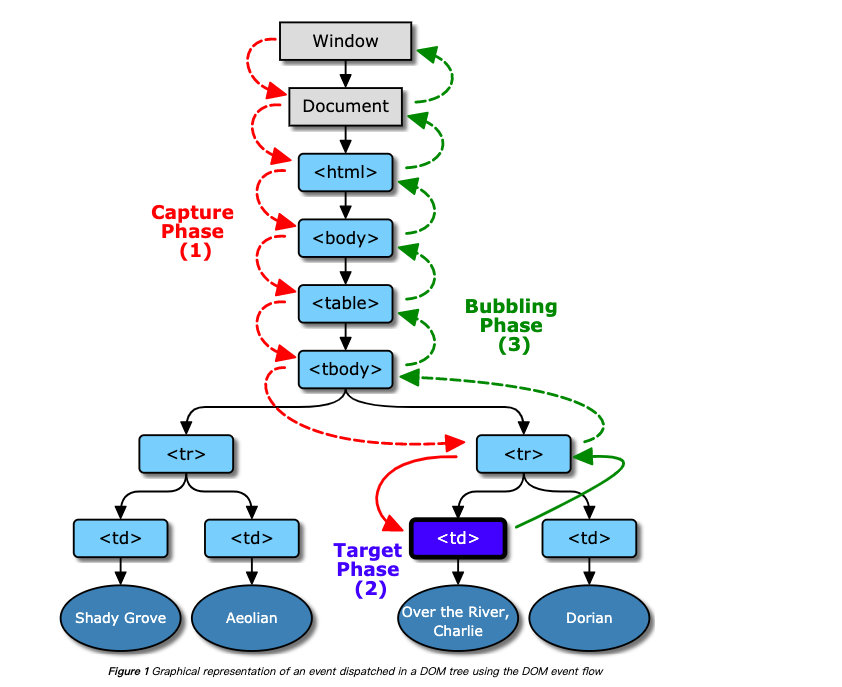 Window
Document
<html>
Capture
Phase
(1)
<body>
<table>
Bubbling
Phase
(3)
<tbody>
<tr>
<tr>
<td>
<td>
<td>
<td>
Target
Phase
(2)
Shady Grove
Aeolian
Over the River,
Charlie
Dorian
Figure 1 Graphical representation of an event dispatched in a DOM tree using the DOM event flow